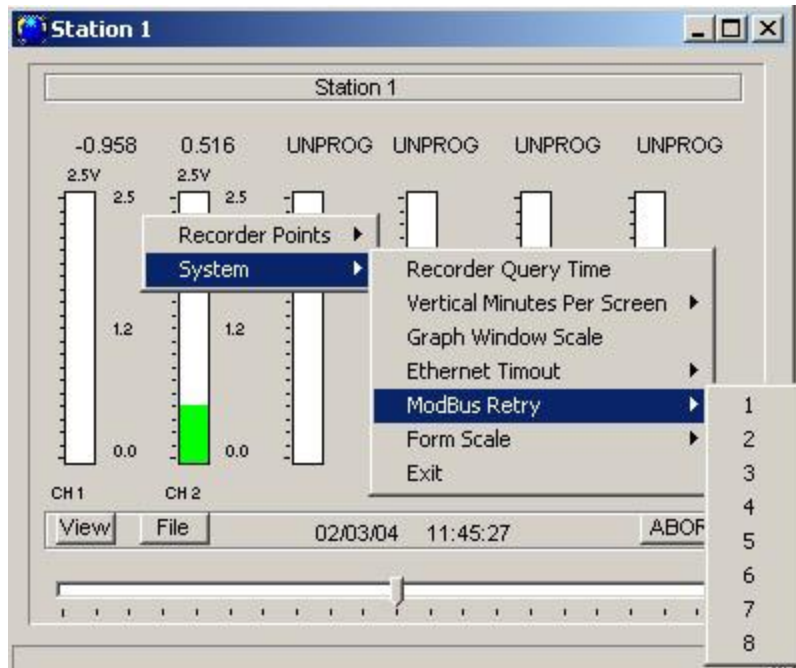 Station 1
Station 1
-0.958 0.516 UNPROG UNPROG UNPROG UNPROG
2.5V 2.5V
2.5 2.5
Recorder Points
System
Recorder Query Time
Vertical Minutes Per Screen
Graph Window Scale
Ethernet Timout
ModBus Retry
Form Scale
Exit
1
2
3
4
5
6
7
8
1.2 1.2
0.0 0.0
CH 1 CH 2
View File 02/03/04 11:45:27 ABOR